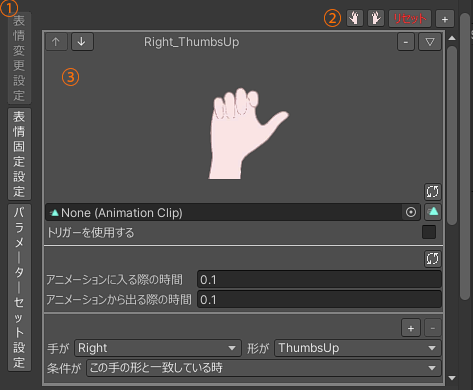 ①
表情変更設定
表情固定設定
パラメーターセット設定
② リセット +
↑ ↓ Right_ThumbsUp - ▽
③
None (Animation Clip)
トリガーを使用する
アニメーションに入る際の時間 0.1
アニメーションから出る際の時間 0.1
+ -
手が Right 形が ThumbsUp
条件が この手の形と一致している時